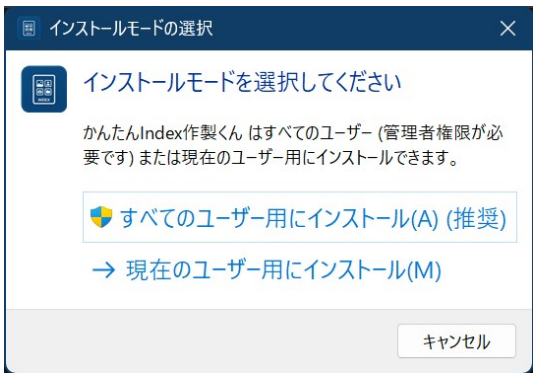 インストールモードの選択
インストールモードを選択してください
INDEX
かんたんIndex作製くん はすべてのユーザー (管理者権限が必
要です) または現在のユーザー用にインストールできます。
すべてのユーザー用にインストール(A) (推奨)
→ 現在のユーザー用にインストール(M)
キャンセル